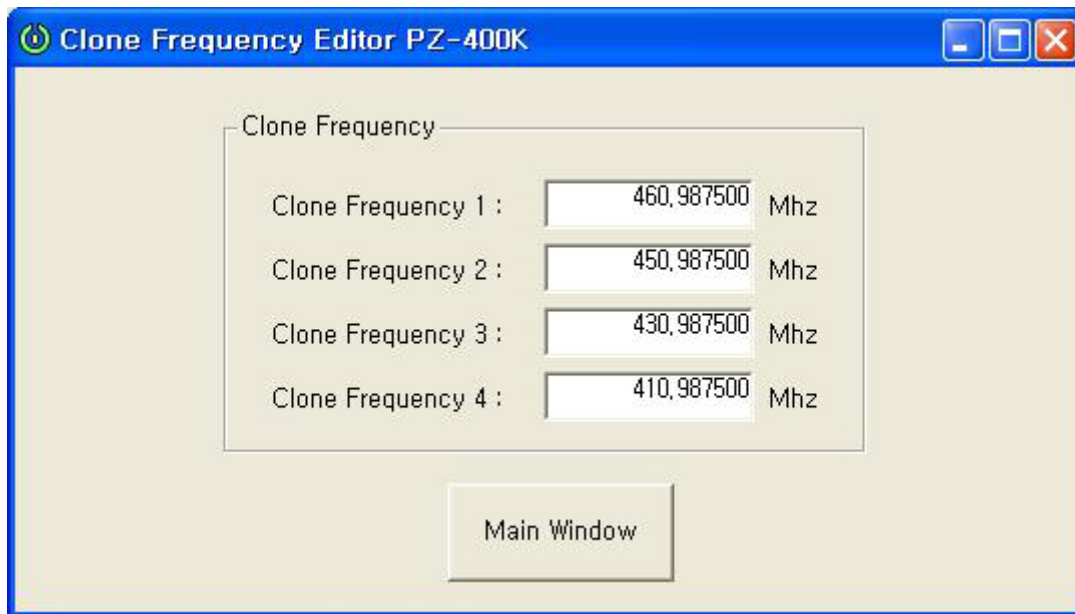 Clone Frequency Editor PZ-400K
Clone Frequency
Clone Frequency 1 : 460.987500 Mhz
Clone Frequency 2 : 450.987500 Mhz
Clone Frequency 3 : 430.987500 Mhz
Clone Frequency 4 : 410.987500 Mhz
Main Window